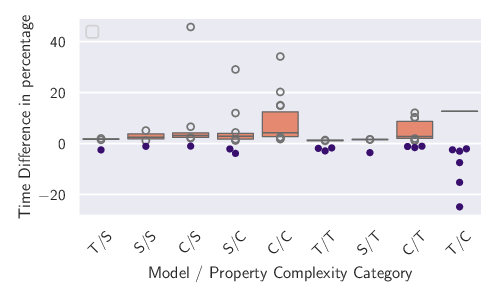 Time Difference in percentage
40
20
0
−20
T/S S/S C/S S/C C/C T/T S/T C/T T/C
Model / Property Complexity Category